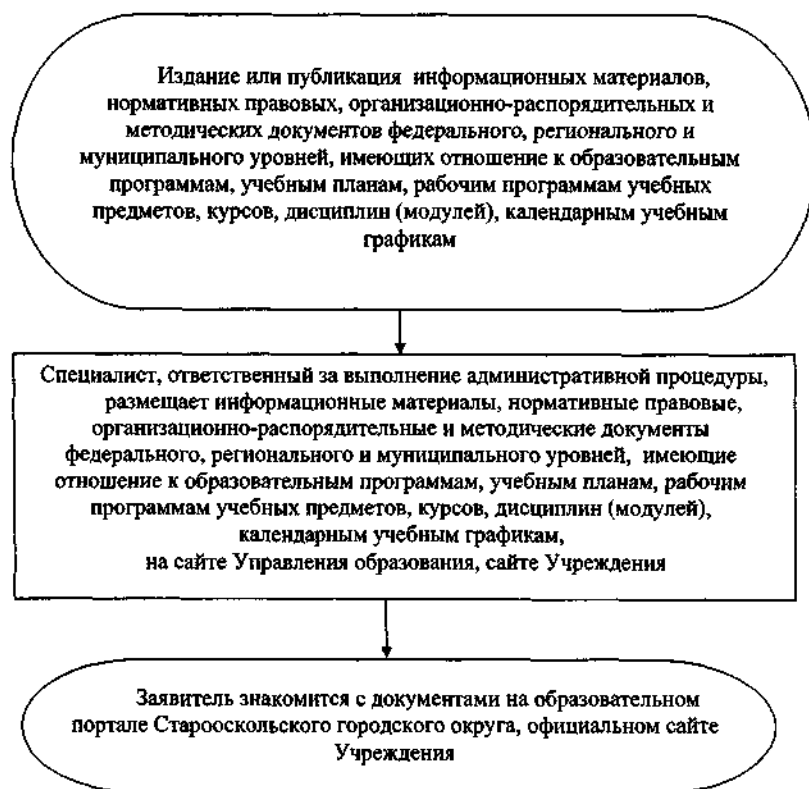 Издание или публикация информационных материалов,
нормативных правовых, организационно-распорядительных и
методических документов федерального, регионального и
муниципального уровней, имеющих отношение к образовательным
программам, учебным планам, рабочим программам учебных
предметов, курсов, дисциплин (модулей), календарным учебным
графикам
Специалист, ответственный за выполнение административной процедуры,
размещает информационные материалы, нормативные правовые,
организационно-распорядительные и методические документы
федерального, регионального и муниципального уровней, имеющие
отношение к образовательным программам, учебным планам, рабочим
программам учебных предметов, курсов, дисциплин (модулей),
календарным учебным графикам,
на сайте Управления образования, сайте Учреждения
Заявитель знакомится с документами на образовательном
портале Старооскольского городского округа, официальном сайте
Учреждения